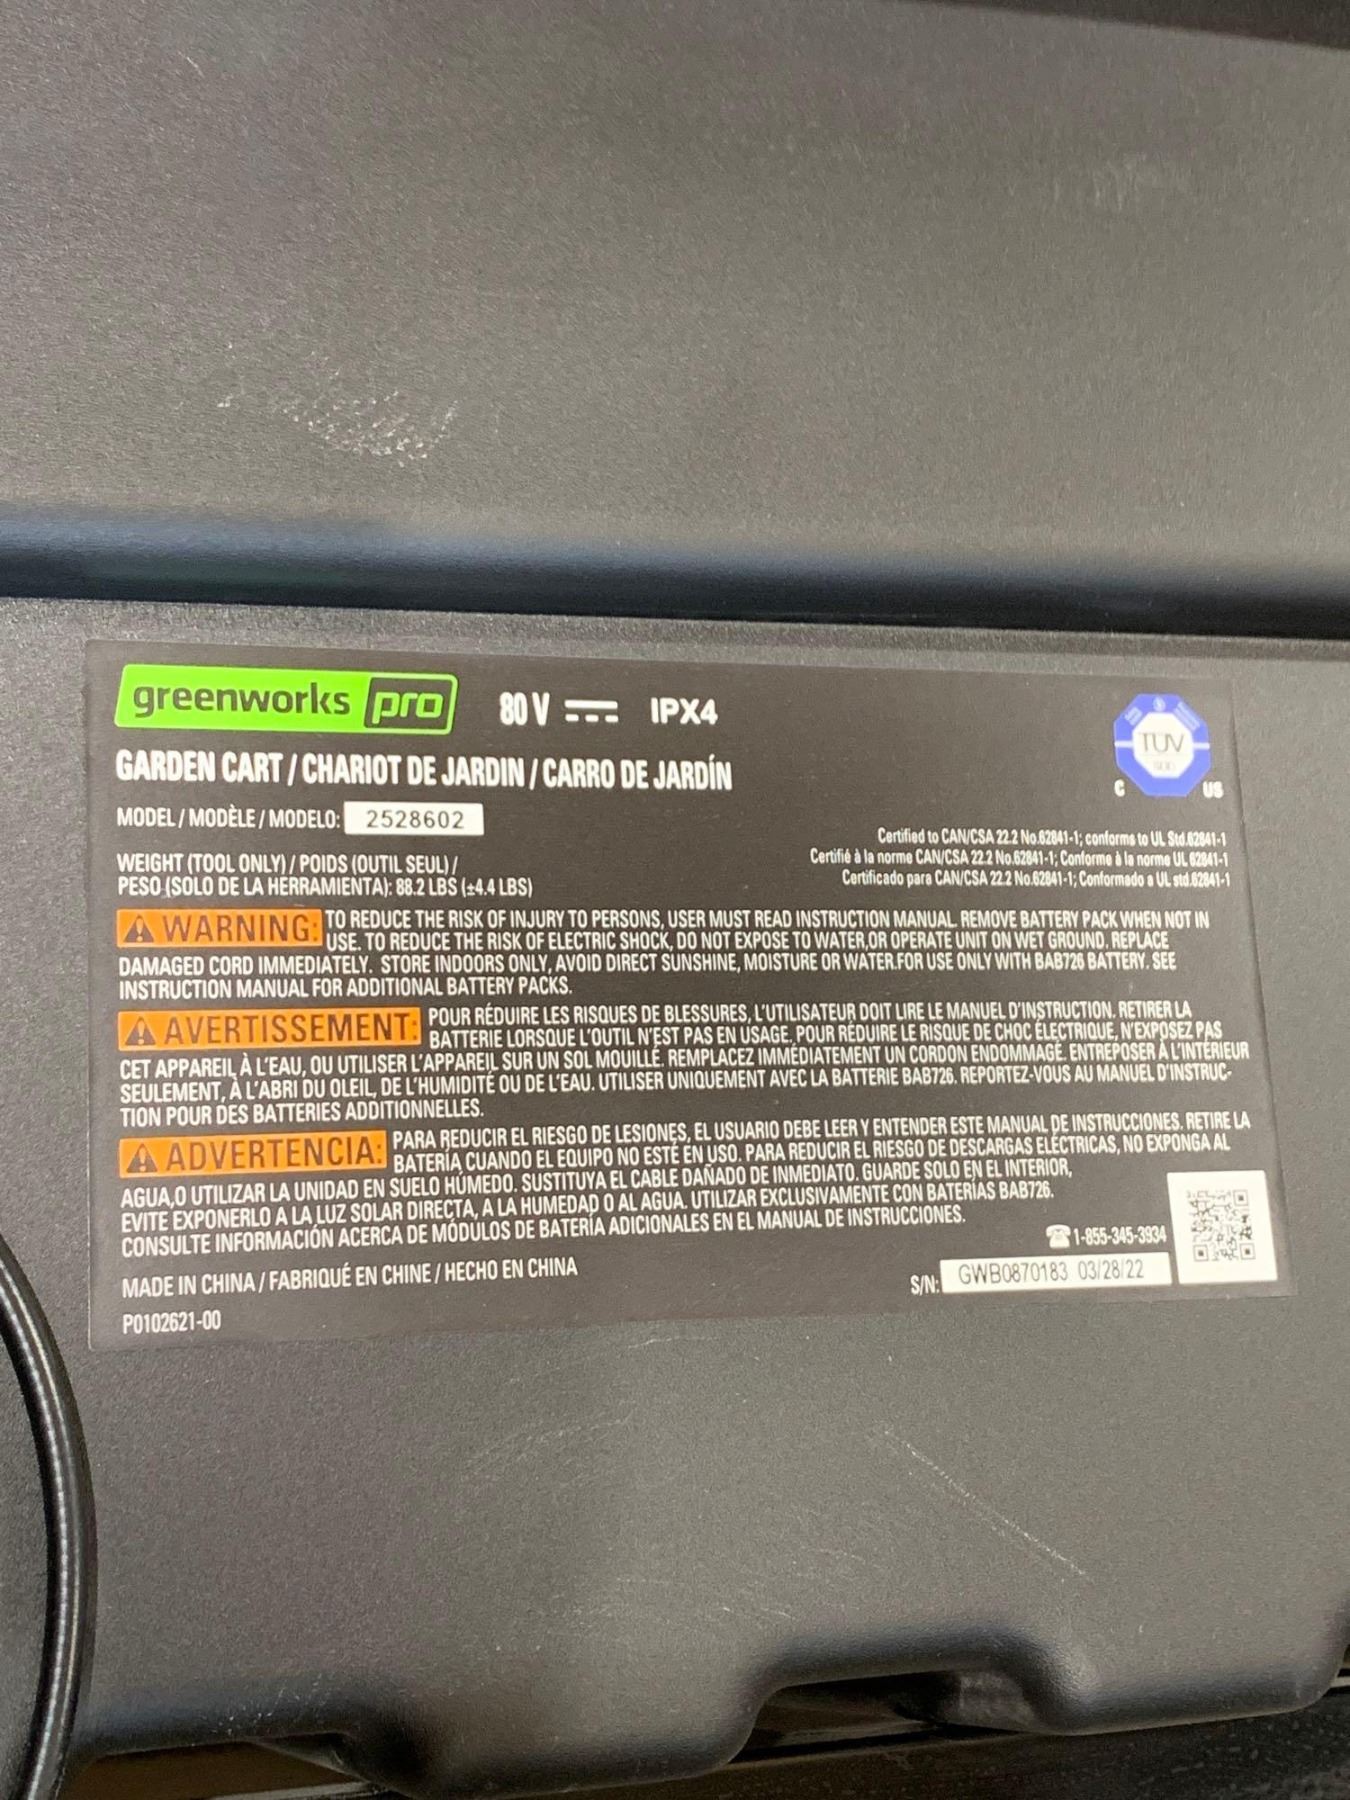 greenworks pro 80 V IPX4
TÜV
SÜD
C US
GARDEN CART / CHARIOT DE JARDIN / CARRO DE JARDÍN
MODEL / MODÈLE / MODELO: 2528602
Certified to CAN/CSA 22.2 No.62841-1; conforms to UL Std.62841-1
Certifié à la norme CAN/CSA 22.2 No.62841-1; Conforme à la norme UL 62841-1
Certificado para CAN/CSA 22.2 No.62841-1; Conformado a UL std.62841-1
WEIGHT (TOOL ONLY) / POIDS (OUTIL SEUL) /
PESO (SOLO DE LA HERRAMIENTA): 88.2 LBS (±4.4 LBS)
WARNING: TO REDUCE THE RISK OF INJURY TO PERSONS, USER MUST READ INSTRUCTION MANUAL. REMOVE BATTERY PACK WHEN NOT IN
USE. TO REDUCE THE RISK OF ELECTRIC SHOCK, DO NOT EXPOSE TO WATER,OR OPERATE UNIT ON WET GROUND. REPLACE
DAMAGED CORD IMMEDIATELY. STORE INDOORS ONLY, AVOID DIRECT SUNSHINE, MOISTURE OR WATER.FOR USE ONLY WITH BAB726 BATTERY. SEE
INSTRUCTION MANUAL FOR ADDITIONAL BATTERY PACKS.
AVERTISSEMENT: POUR RÉDUIRE LES RISQUES DE BLESSURES, L'UTILISATEUR DOIT LIRE LE MANUEL D'INSTRUCTION. RETIRER LA
BATTERIE LORSQUE L'OUTIL N'EST PAS EN USAGE. POUR RÉDUIRE LE RISQUE DE CHOC ÉLECTRIQUE, N'EXPOSEZ PAS
CET APPAREIL À L'EAU, OU UTILISER L'APPAREIL SUR UN SOL MOUILLÉ. REMPLACEZ IMMÉDIATEMENT UN CORDON ENDOMMAGÉ. ENTREPOSER À L'INTÉRIEUR
SEULEMENT, À L'ABRI DU OLEIL, DE L'HUMIDITÉ OU DE L'EAU. UTILISER UNIQUEMENT AVEC LA BATTERIE BAB726. REPORTEZ-VOUS AU MANUEL D'INSTRUC-
TION POUR DES BATTERIES ADDITIONNELLES.
ADVERTENCIA: PARA REDUCIR EL RIESGO DE LESIONES, EL USUARIO DEBE LEER Y ENTENDER ESTE MANUAL DE INSTRUCCIONES. RETIRE LA
BATERÍA CUANDO EL EQUIPO NO ESTÉ EN USO. PARA REDUCIR EL RIESGO DE DESCARGAS ELÉCTRICAS, NO EXPONGA AL
AGUA,O UTILIZAR LA UNIDAD EN SUELO HÚMEDO. SUSTITUYA EL CABLE DAÑADO DE INMEDIATO. GUARDE SOLO EN EL INTERIOR,
EVITE EXPONERLO A LA LUZ SOLAR DIRECTA, A LA HUMEDAD O AL AGUA. UTILIZAR EXCLUSIVAMENTE CON BATERÍAS BAB726.
CONSULTE INFORMACIÓN ACERCA DE MÓDULOS DE BATERÍA ADICIONALES EN EL MANUAL DE INSTRUCCIONES.
1-855-345-3934
MADE IN CHINA / FABRIQUÉ EN CHINE / HECHO EN CHINA
S/N: GWB0870183 03/28/22
P0102621-00